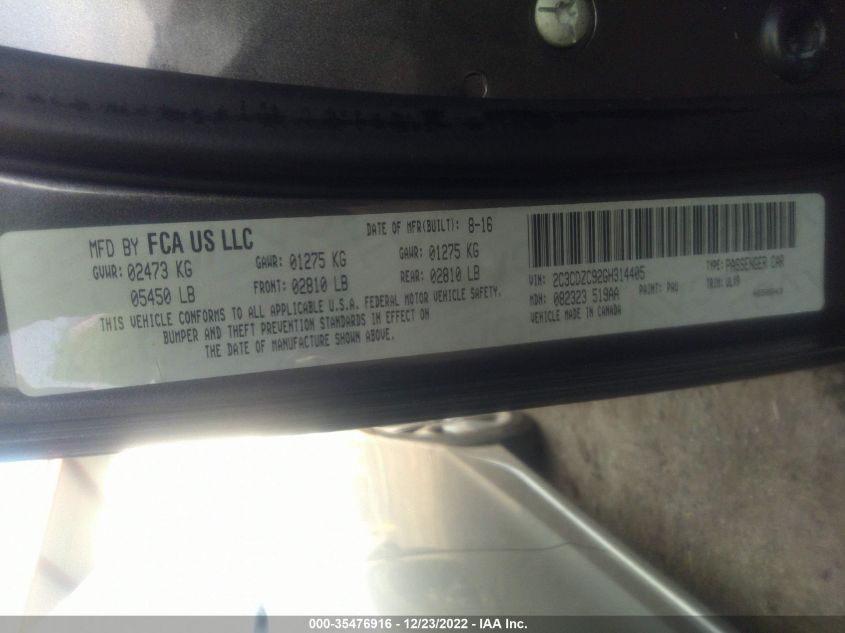 MFD BY FCA US LLC
DATE OF MFR(BUILT): 8-16
GVWR: 02473 KG
GAWR: 01275 KG
GAWR: 01275 KG
05450 LB
FRONT: 02810 LB
REAR: 02810 LB
THIS VEHICLE CONFORMS TO ALL APPLICABLE U.S.A. FEDERAL MOTOR VEHICLE SAFETY,
BUMPER AND THEFT PREVENTION STANDARDS IN EFFECT ON
THE DATE OF MANUFACTURE SHOWN ABOVE.
VIN: 2C3CDZC92GH314405
TYPE: PASSENGER CAR
MDH: 082323 519AA
PAINT: PAU
TRIM: VLX9
VEHICLE MADE IN CANADA
000-35476916 - 12/23/2022 - IAA Inc.